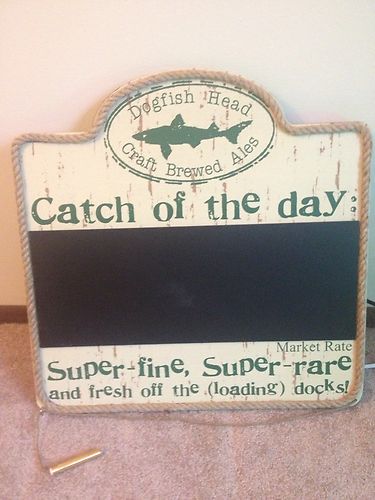 Dogfish Head
Craft Brewed Ales
Catch of the day:
Market Rate
Super-fine, Super-rare
and fresh off the (loading) docks!